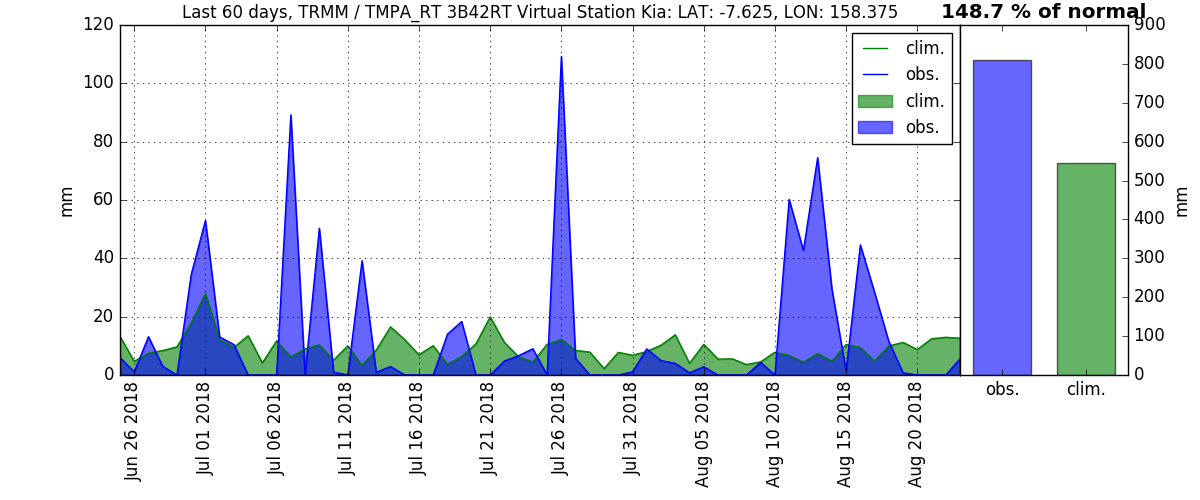 Last 60 days, TRMM / TMPA_RT 3B42RT Virtual Station Kia: LAT: -7.625, LON: 158.375
148.7 % of normal
120
100
80
60
40
20
0
mm
clim.
obs.
clim.
obs.
Jun 26 2018
Jul 01 2018
Jul 06 2018
Jul 11 2018
Jul 16 2018
Jul 21 2018
Jul 26 2018
Jul 31 2018
Aug 05 2018
Aug 10 2018
Aug 15 2018
Aug 20 2018
900
800
700
600
500
400
300
200
100
0
mm
obs.
clim.